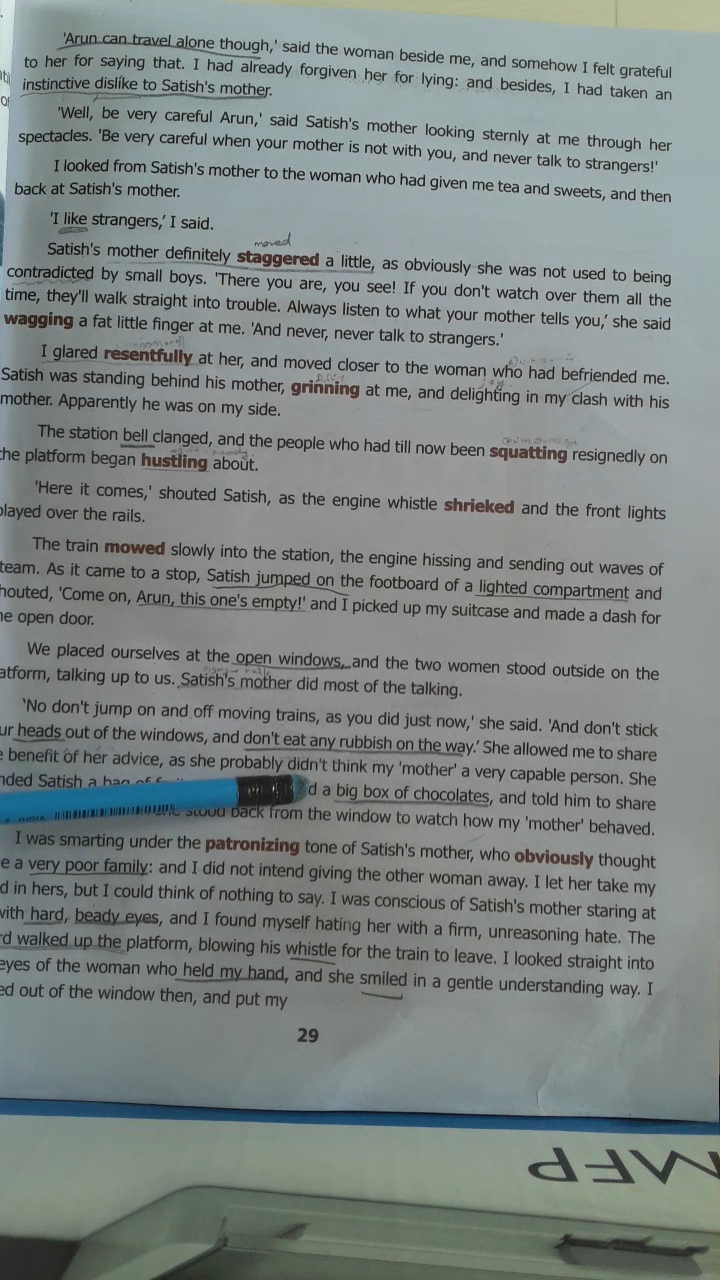 'Arun can travel alone though,' said the woman beside me, and somehow I felt grateful
to her for saying that. I had already forgiven her for lying: and besides, I had taken an
instinctive dislike to Satish's mother.
'Well, be very careful Arun,' said Satish's mother looking sternly at me through her
spectacles. 'Be very careful when your mother is not with you, and never talk to strangers!'
I looked from Satish's mother to the woman who had given me tea and sweets, and then
back at Satish's mother.
'I like strangers,' I said.
moved
Satish's mother definitely staggered a little, as obviously she was not used to being
contradicted by small boys. 'There you are, you see! If you don't watch over them all the
time, they'll walk straight into trouble. Always listen to what your mother tells you,' she said
wagging a fat little finger at me. 'And never, never talk to strangers.'
I glared resentfully at her, and moved closer to the woman who had befriended me.
Satish was standing behind his mother, grinning at me, and delighting in my clash with his
mother. Apparently he was on my side.
The station bell clanged, and the people who had till now been squatting resignedly on
the platform began hustling about.
'Here it comes,' shouted Satish, as the engine whistle shrieked and the front lights
played over the rails.
The train mowed slowly into the station, the engine hissing and sending out waves of
team. As it came to a stop, Satish jumped on the footboard of a lighted compartment and
houted, 'Come on, Arun, this one's empty!' and I picked up my suitcase and made a dash for
he open door.
We placed ourselves at the open windows, and the two women stood outside on the
atform, talking up to us. Satish's mother did most of the talking.
'No don't jump on and off moving trains, as you did just now,' she said. 'And don't stick
ur heads out of the windows, and don't eat any rubbish on the way.' She allowed me to share
e benefit of her advice, as she probably didn't think my 'mother' a very capable person. She
nded Satish a bag of d a big box of chocolates, and told him to share
stood back from the window to watch how my 'mother' behaved.
I was smarting under the patronizing tone of Satish's mother, who obviously thought
e a very poor family: and I did not intend giving the other woman away. I let her take my
d in hers, but I could think of nothing to say. I was conscious of Satish's mother staring at
with hard, beady eyes, and I found myself hating her with a firm, unreasoning hate. The
rd walked up the platform, blowing his whistle for the train to leave. I looked straight into
eyes of the woman who held my hand, and she smiled in a gentle understanding way. I
ed out of the window then, and put my
29
INDIA
MFP